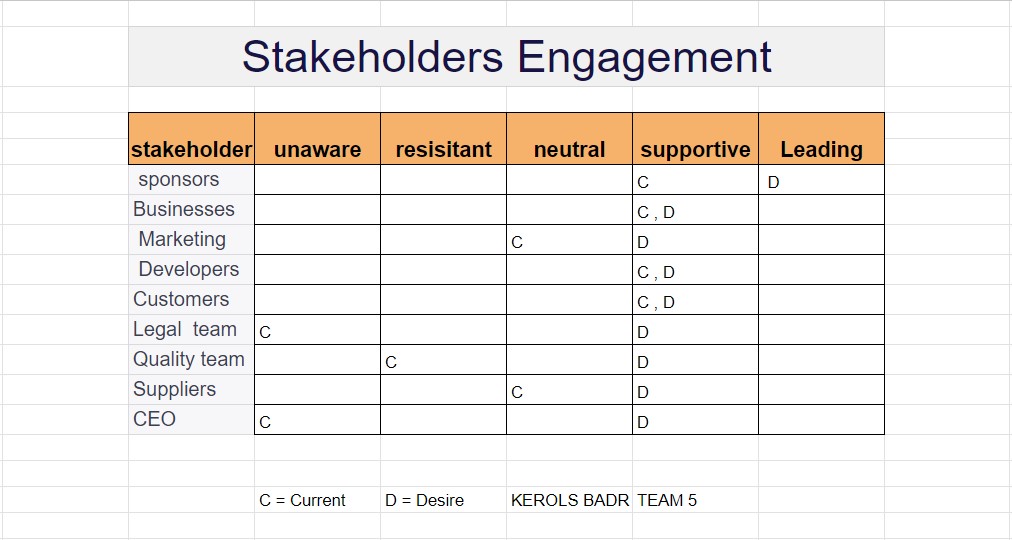 Stakeholders Engagement
stakeholder unaware resisitant neutral supportive Leading
sponsors C D
Businesses C , D
Marketing C D
Developers C , D
Customers C , D
Legal team C D
Quality team C D
Suppliers C D
CEO C D
C = Current D = Desire KEROLS BADR TEAM 5